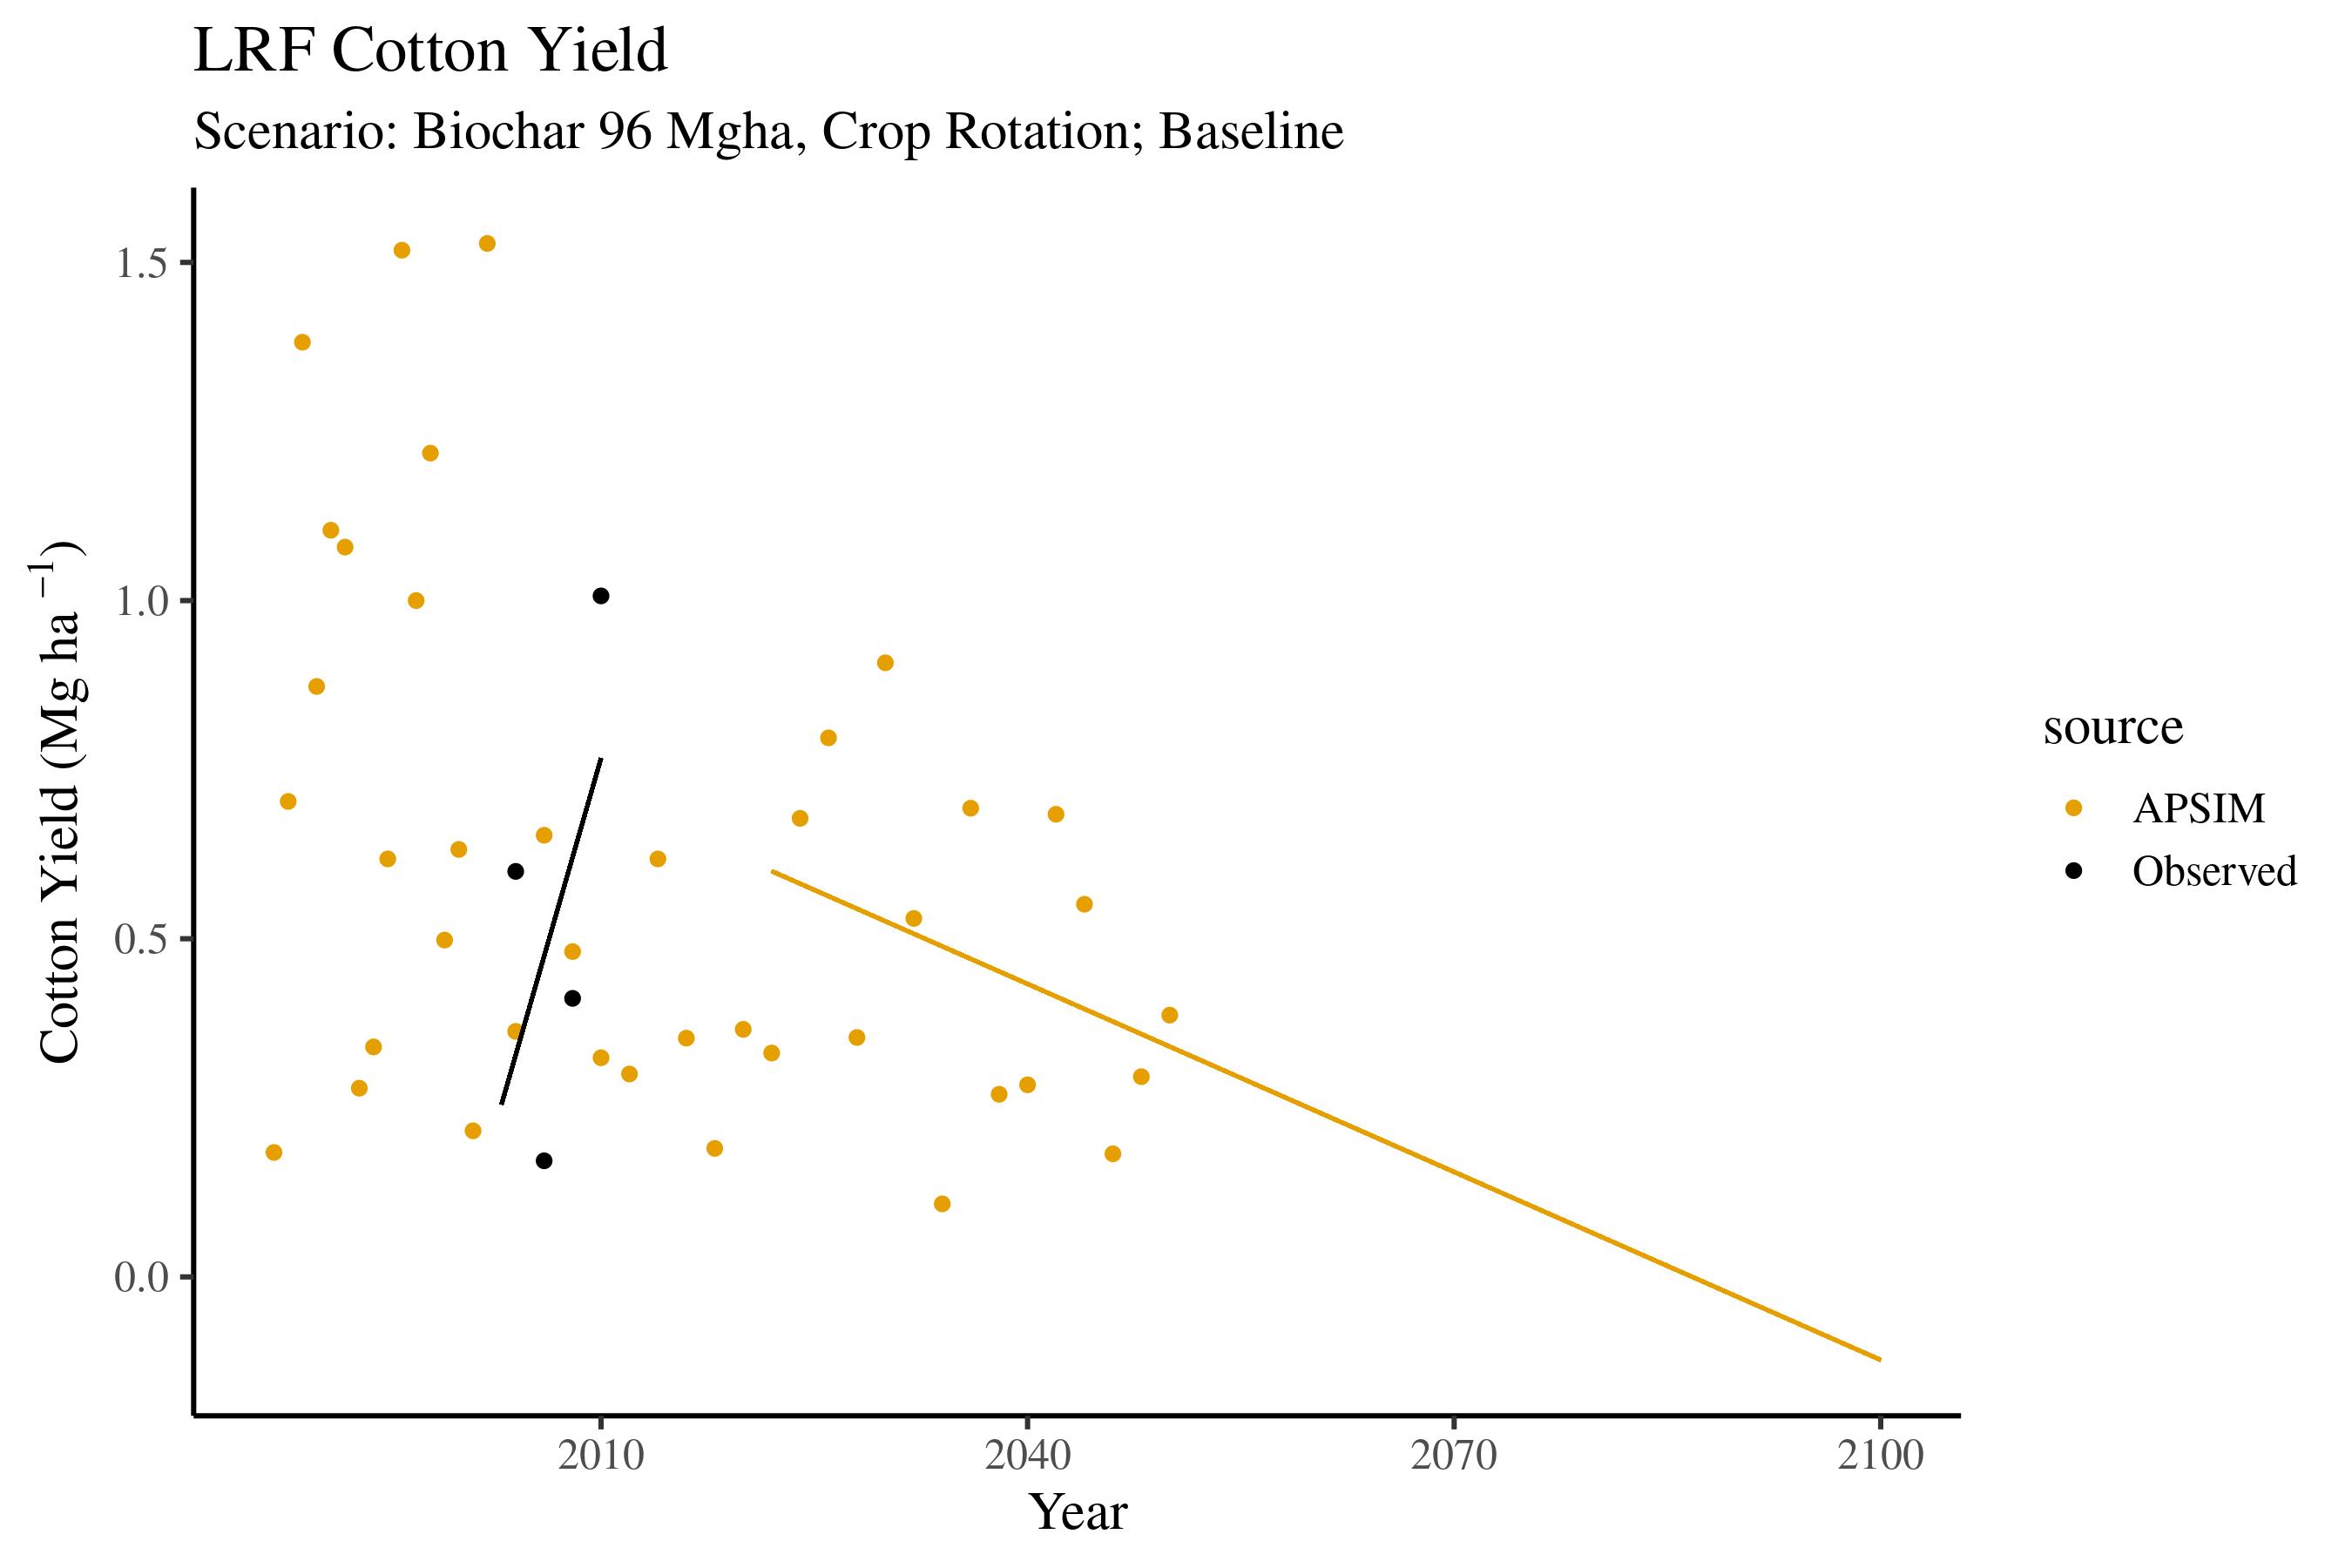 LRF Cotton Yield
Scenario: Biochar 96 Mgha, Crop Rotation; Baseline
Cotton Yield (Mg ha −1)
1.5
1.0
0.5
0.0
2010 2040 2070 2100
Year
source
APSIM
Observed